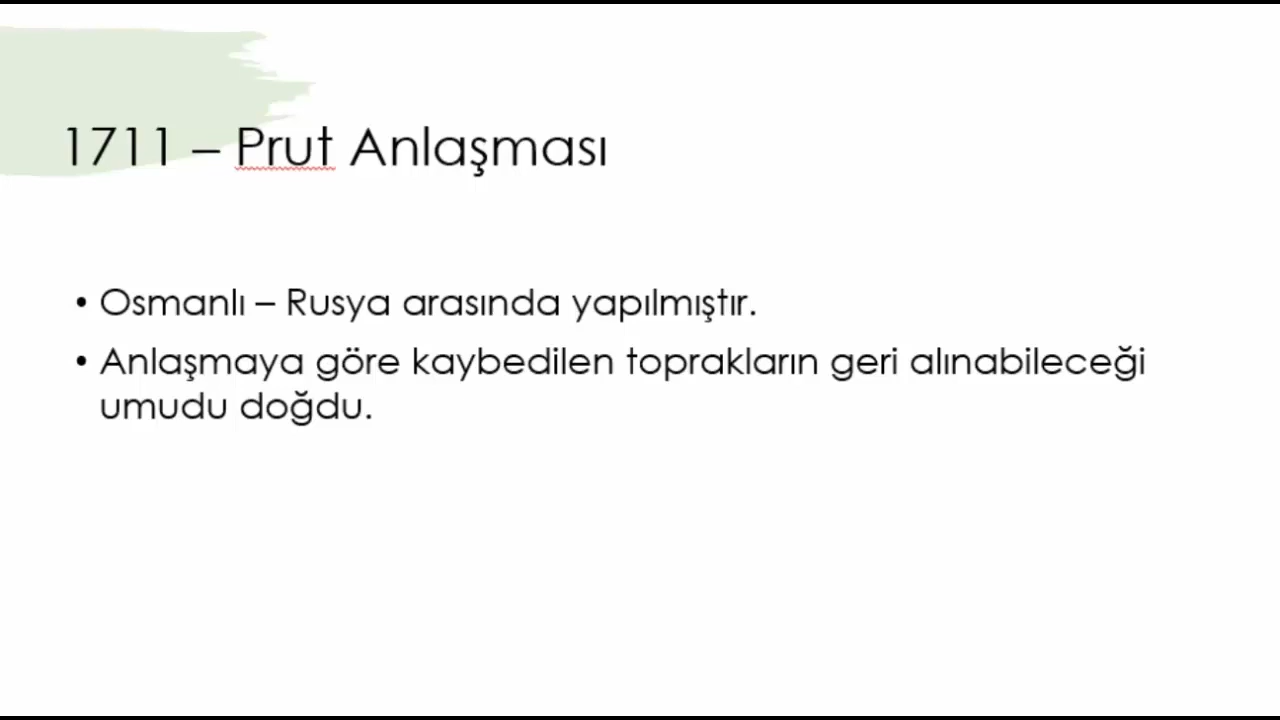 1711 – Prut Anlaşması
• Osmanlı – Rusya arasında yapılmıştır.
• Anlaşmaya göre kaybedilen toprakların geri alınabileceği
umudu doğdu.